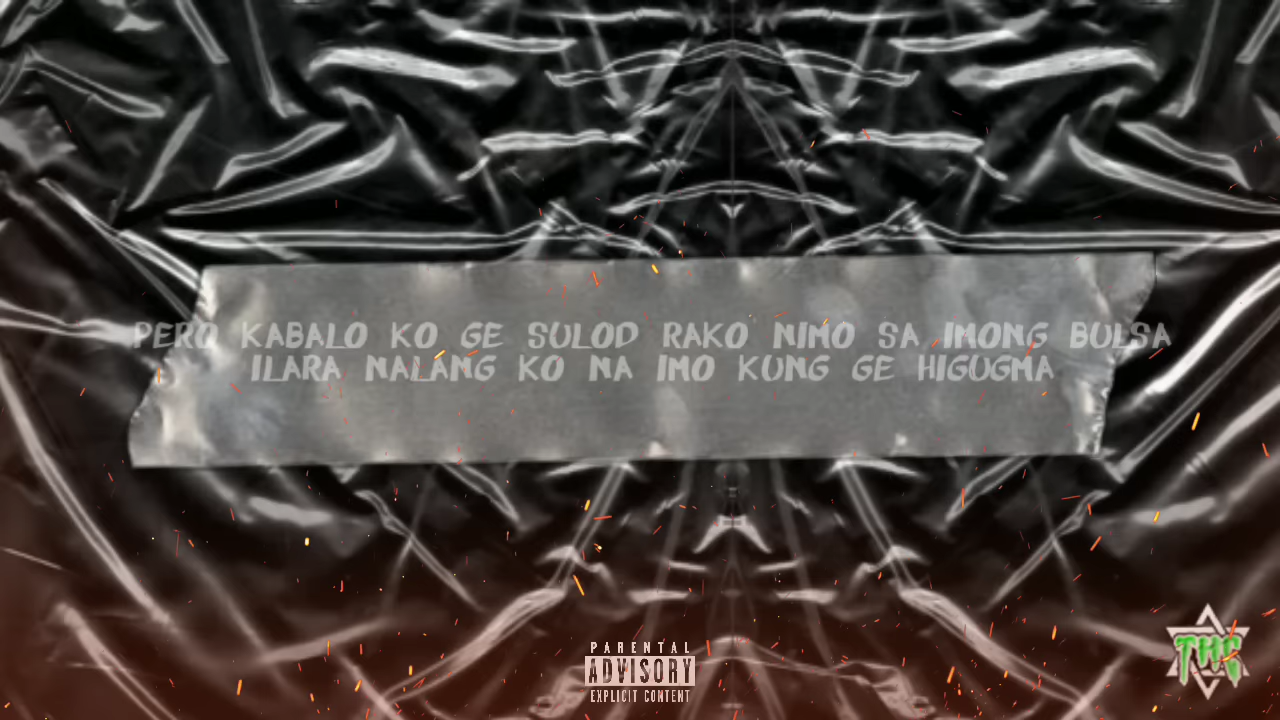 PERO KABALO KO GE SULOD RAKO NIMO SA IMONG BULSA
ILARA NALANG KO NA IMO KUNG GE HIGUGMA
PARENTAL
ADVISORY
EXPLICIT CONTENT
THC